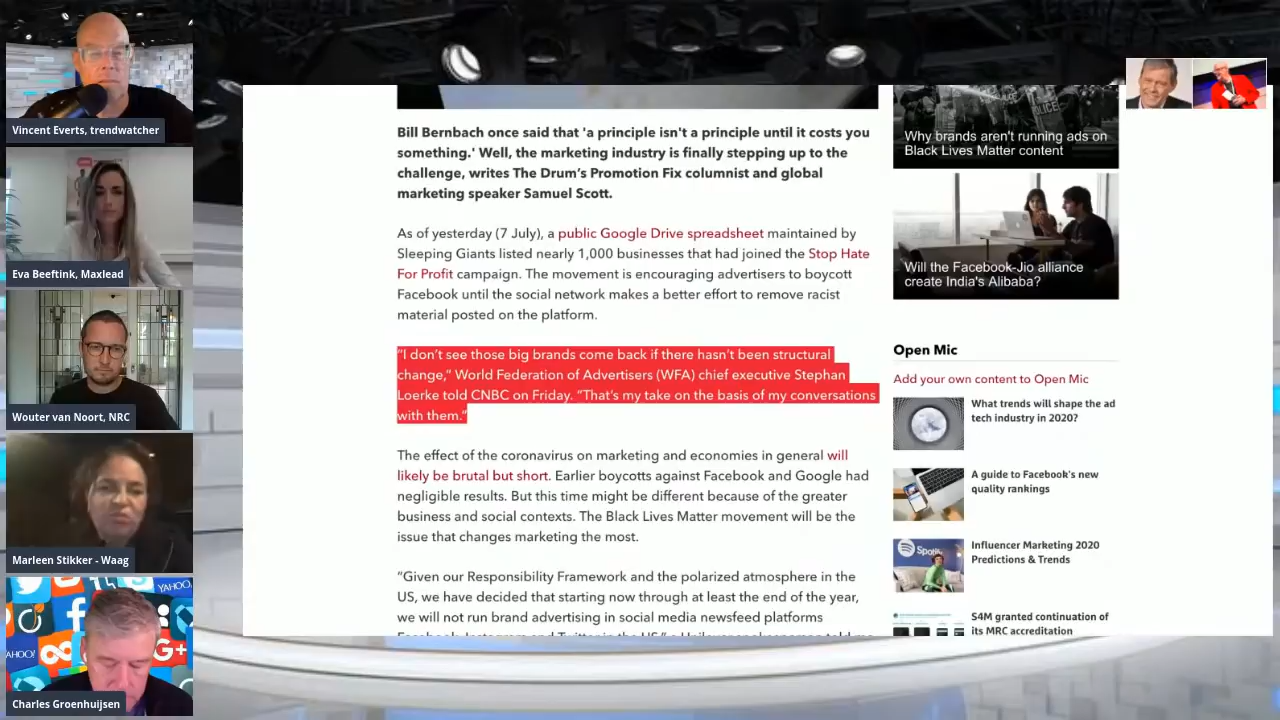 Vincent Everts, trendwatcher
Eva Beeftink, Maxlead
Wouter van Noort, NRC
Marleen Stikker - Waag
YAHOO!
AHOO!
G+
Charles Groenhuijsen
Bill Bernbach once said that 'a principle isn't a principle until it costs you
something.' Well, the marketing industry is finally stepping up to the
challenge, writes The Drum's Promotion Fix columnist and global
marketing speaker Samuel Scott.
As of yesterday (7 July), a public Google Drive spreadsheet maintained by
Sleeping Giants listed nearly 1,000 businesses that had joined the Stop Hate
For Profit campaign. The movement is encouraging advertisers to boycott
Facebook until the social network makes a better effort to remove racist
material posted on the platform.
“I don’t see those big brands come back if there hasn’t been structural
change,” World Federation of Advertisers (WFA) chief executive Stephan
Loerke told CNBC on Friday. “That’s my take on the basis of my conversations
with them.”
The effect of the coronavirus on marketing and economies in general will
likely be brutal but short. Earlier boycotts against Facebook and Google had
negligible results. But this time might be different because of the greater
business and social contexts. The Black Lives Matter movement will be the
issue that changes marketing the most.
“Given our Responsibility Framework and the polarized atmosphere in the
US, we have decided that starting now through at least the end of the year,
we will not run brand advertising in social media newsfeed platforms
POLICE
Why brands aren't running ads on
Black Lives Matter content
Will the Facebook-Jio alliance
create India's Alibaba?
Open Mic
Add your own content to Open Mic
What trends will shape the ad
tech industry in 2020?
A guide to Facebook's new
quality rankings
Spotify
Influencer Marketing 2020
Predictions & Trends
S4M granted continuation of
its MRC accreditation